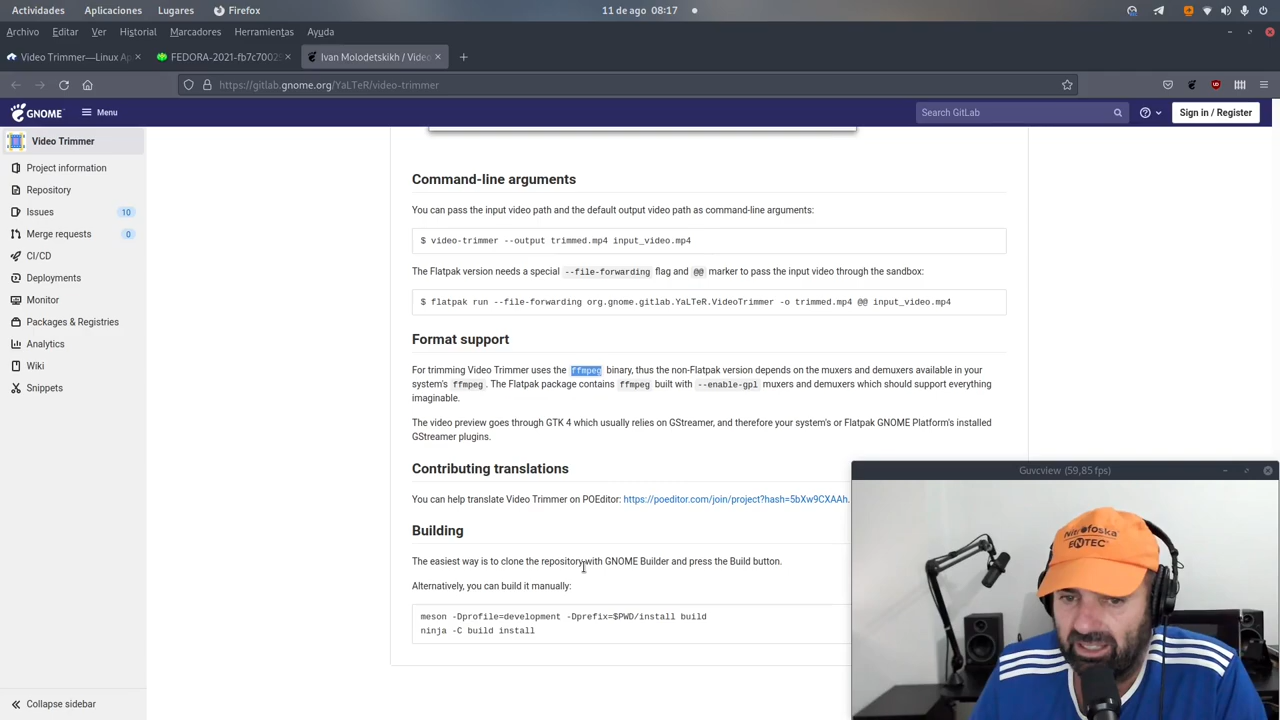 Actividades Aplicaciones Lugares Firefox 11 de ago 08:17
Archivo Editar Ver Historial Marcadores Herramientas Ayuda
Video Trimmer—Linux Ap FEDORA-2021-fb7c70029 Ivan Molodetskikh / Video
https://gitlab.gnome.org/YaLTeR/video-trimmer
GNOME Menu Search GitLab Sign in / Register
Video Trimmer
Project information
Repository
Issues 10
Merge requests 0
CI/CD
Deployments
Monitor
Packages & Registries
Analytics
Wiki
Snippets
Collapse sidebar
Command-line arguments
You can pass the input video path and the default output video path as command-line arguments:
$ video-trimmer --output trimmed.mp4 input_video.mp4
The Flatpak version needs a special --file-forwarding flag and @@ marker to pass the input video through the sandbox:
$ flatpak run --file-forwarding org.gnome.gitlab.YaLTeR.VideoTrimmer -o trimmed.mp4 @@ input_video.mp4
Format support
For trimming Video Trimmer uses the ffmpeg binary, thus the non-Flatpak version depends on the muxers and demuxers available in your
system's ffmpeg. The Flatpak package contains ffmpeg built with --enable-gpl muxers and demuxers which should support everything
imaginable.
The video preview goes through GTK 4 which usually relies on GStreamer, and therefore your system's or Flatpak GNOME Platform's installed
GStreamer plugins.
Contributing translations
You can help translate Video Trimmer on POEditor: https://poeditor.com/join/project?hash=5bXw9CXAAh.
Building
The easiest way is to clone the repository with GNOME Builder and press the Build button.
Alternatively, you can build it manually:
meson -Dprofile=development -Dprefix=$PWD/install build
ninja -C build install
Guvcview (59,85 fps)
Nitrofoska
ENTEC